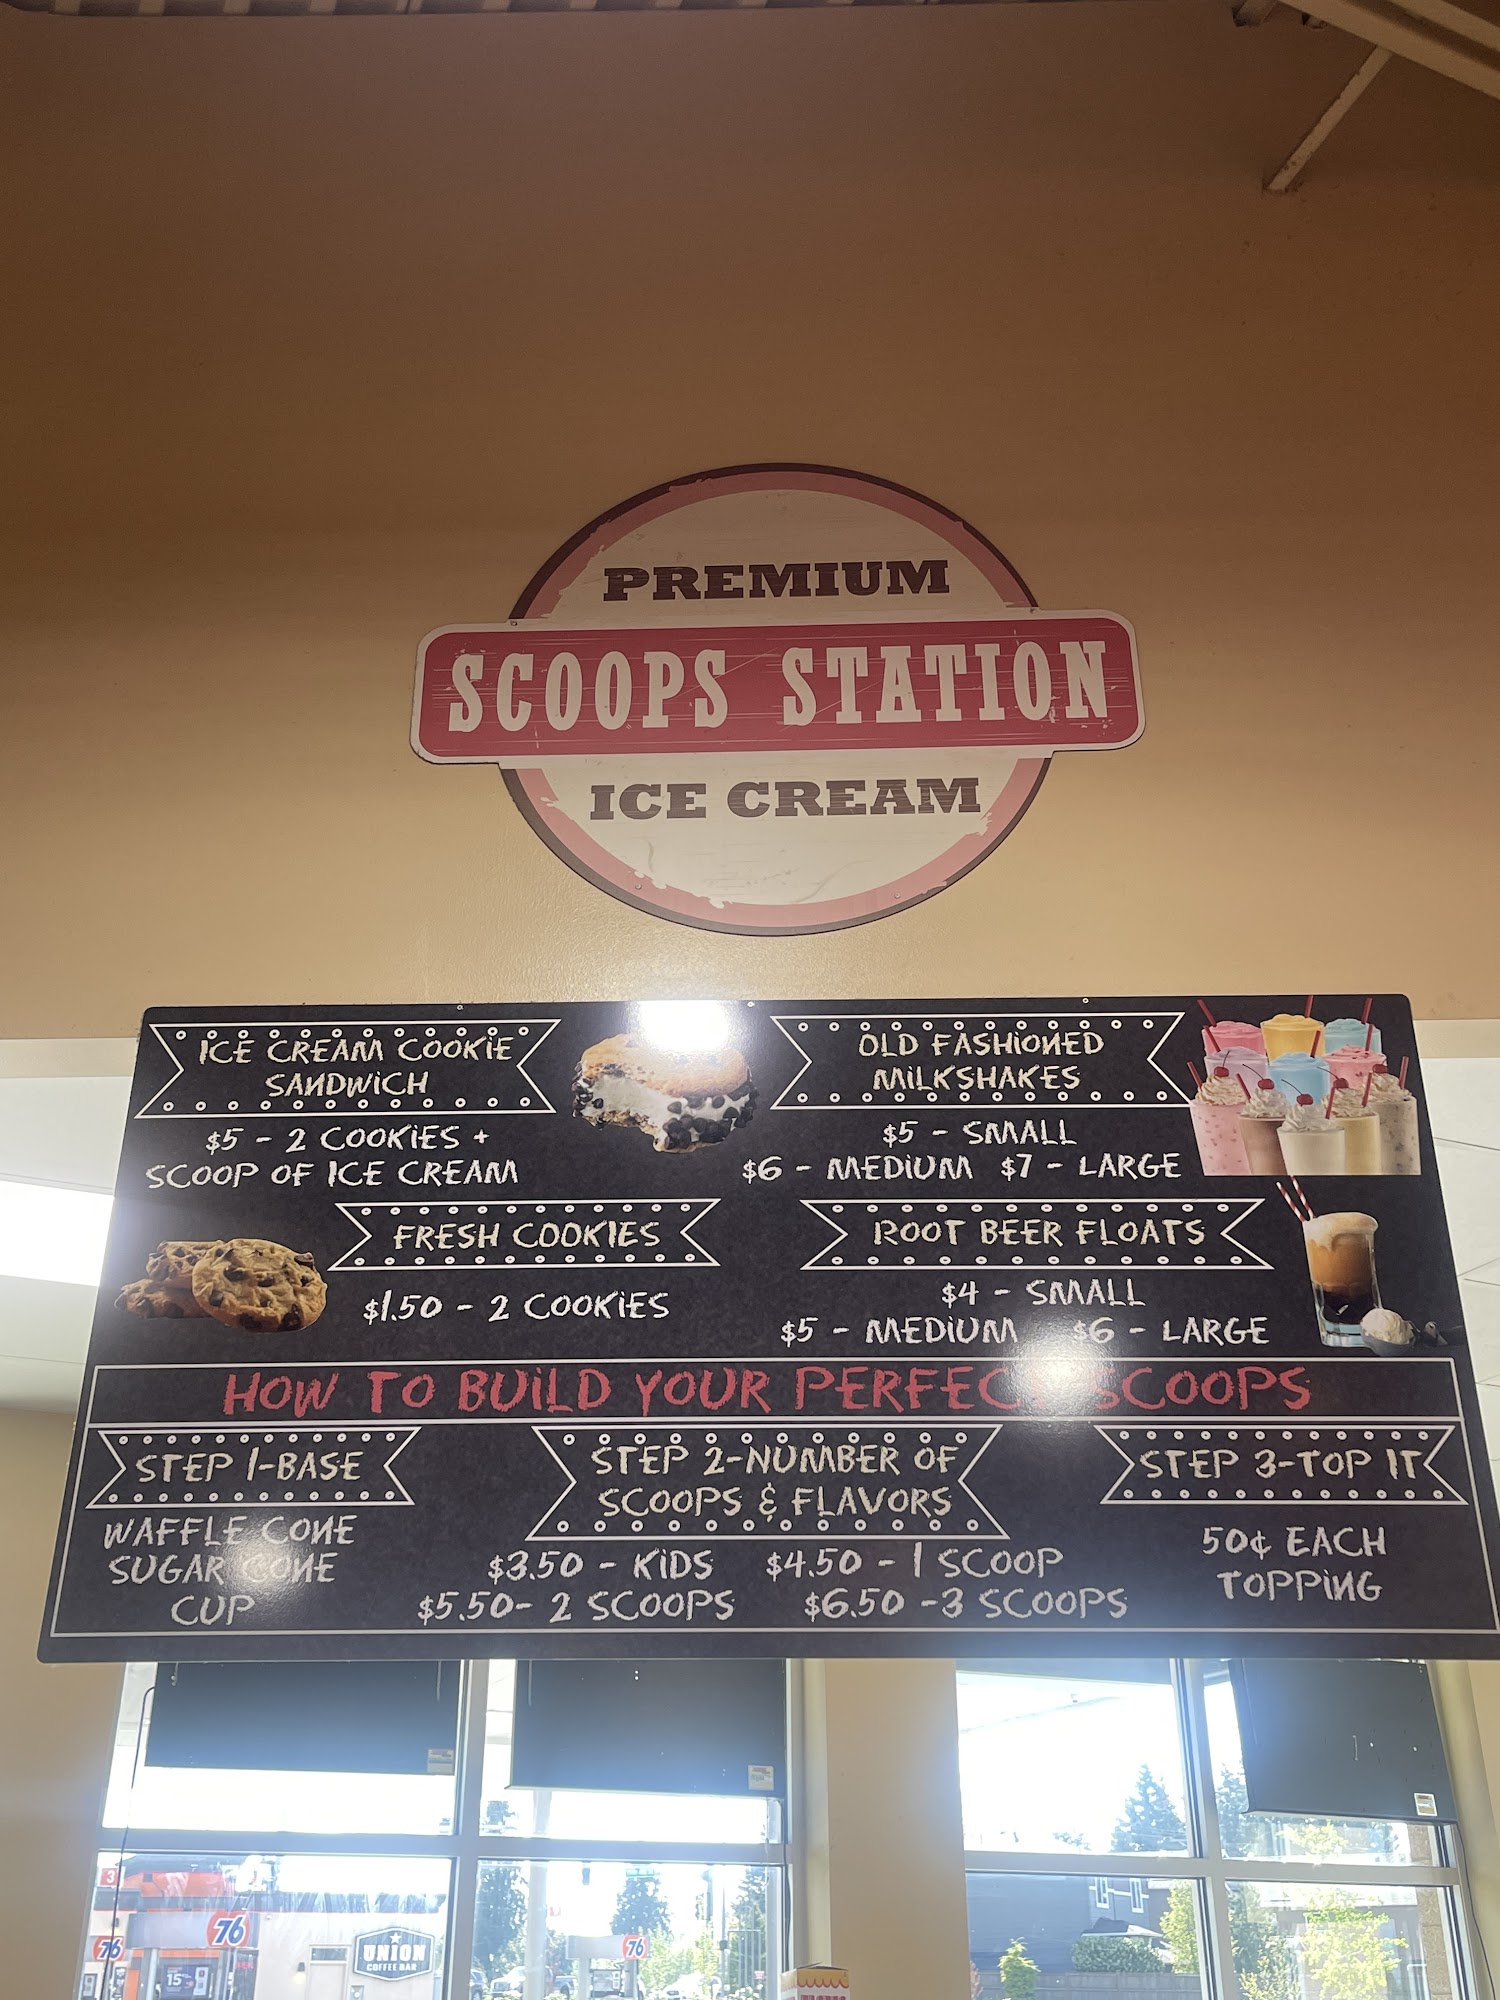 PREMIUM
SCOOPS STATION
ICE CREAM
ICE CREAM COOKIE
SANDWICH
$5 - 2 COOKIES +
SCOOP OF ICE CREAM
OLD FASHIONED
MILKSHAKES
$5 - SMALL
$6 - MEDIUM $7 - LARGE
FRESH COOKIES
$1.50 - 2 COOKIES
ROOT BEER FLOATS
$4 - SMALL
$5 - MEDIUM $6 - LARGE
HOW TO BUILD YOUR PERFECT SCOOPS
STEP 1-BASE
WAFFLE CONE
SUGAR CONE
CUP
STEP 2-NUMBER OF
SCOOPS & FLAVORS
$3.50 - KIDS $4.50 - 1 SCOOP
$5.50- 2 SCOOPS $6.50 -3 SCOOPS
STEP 3-TOP IT
50¢ EACH
TOPPING
3
76
76
15
UNION
COFFEE BAR
76